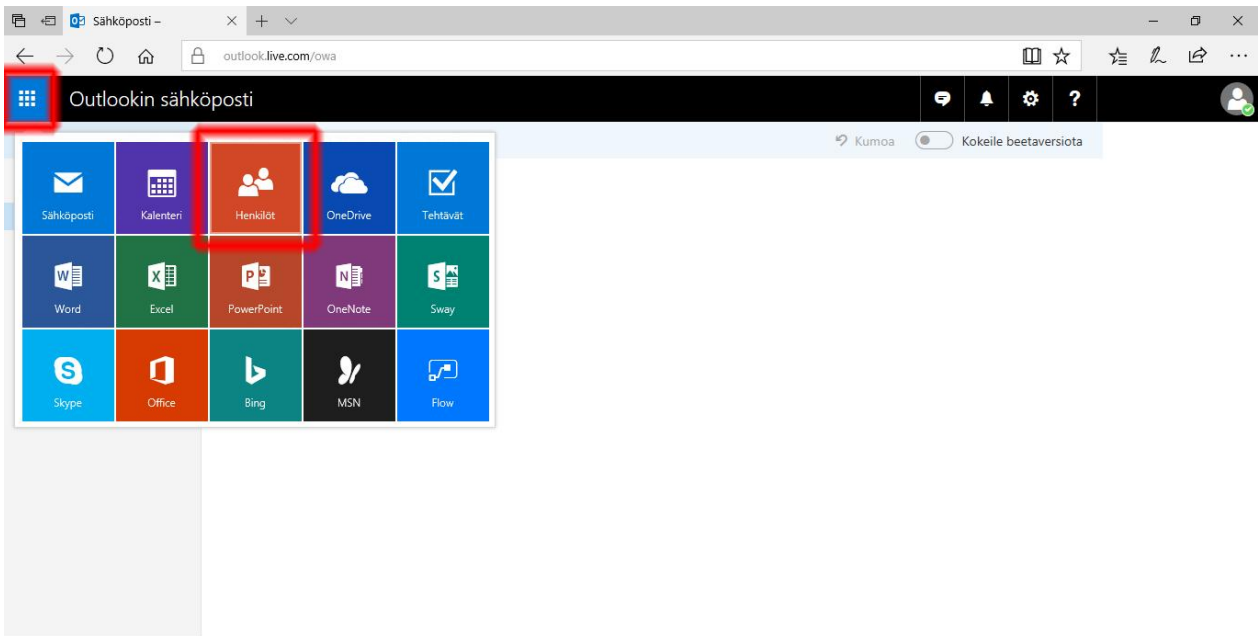 Sähköposti –
outlook.live.com/owa
Outlookin sähköposti
?
Kumoa Kokeile beetaversiota
Sähköposti Kalenteri Henkilöt OneDrive Tehtävät
Word Excel PowerPoint OneNote Sway
Skype Office Bing MSN Flow